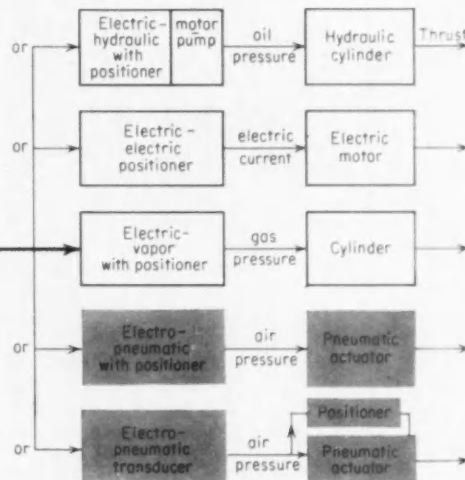 or
Electric-
hydraulic
with
positioner
motor
pump
oil
pressure
Hydraulic
cylinder
Thrust
or
Electric-
electric
positioner
electric
current
Electric
motor
Electric-
vapor
with positioner
gas
pressure
Cylinder
or
Electro-
pneumatic
with positioner
air
pressure
Pneumatic
actuator
or
Electro-
pneumatic
transducer
air
pressure
Positioner
Pneumatic
actuator